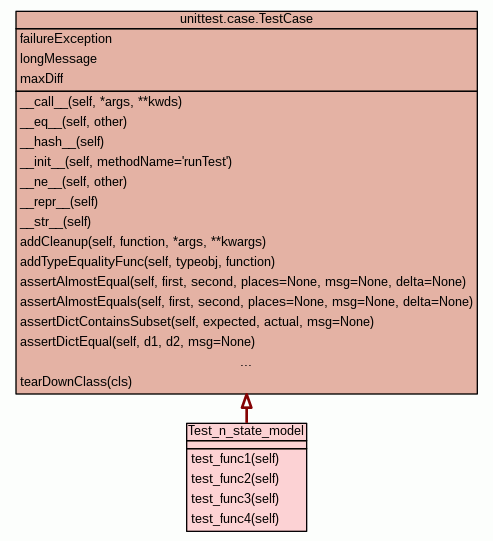 unittest.case.TestCase
failureException
longMessage
maxDiff
__call__(self, *args, **kwds)
__eq__(self, other)
__hash__(self)
__init__(self, methodName='runTest')
__ne__(self, other)
__repr__(self)
__str__(self)
addCleanup(self, function, *args, **kwargs)
addTypeEqualityFunc(self, typeobj, function)
assertAlmostEqual(self, first, second, places=None, msg=None, delta=None)
assertAlmostEquals(self, first, second, places=None, msg=None, delta=None)
assertDictContainsSubset(self, expected, actual, msg=None)
assertDictEqual(self, d1, d2, msg=None)
...
tearDownClass(cls)
Test_n_state_model
test_func1(self)
test_func2(self)
test_func3(self)
test_func4(self)